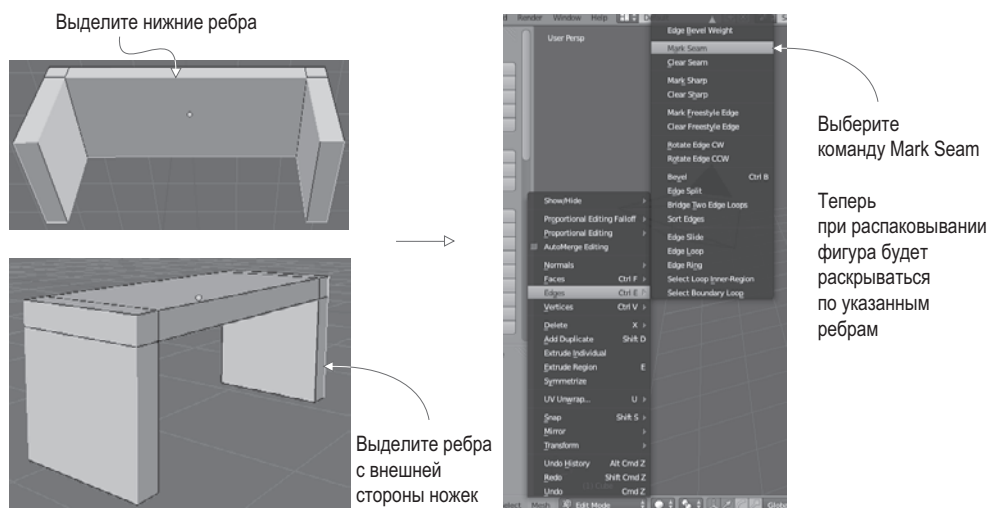 Выделите нижние ребра
Render Window Help
User Persp
Edge Bevel Weight
Mark Seam
Clear Seam
Mark Sharp
Clear Sharp
Mark Freestyle Edge
Clear Freestyle Edge
Rotate Edge CW
Rotate Edge CCW
Bevel Ctrl B
Edge Split
Bridge Two Edge Loops
Sort Edges
Edge Slide
Edge Loop
Edge Ring
Select Loop Inner-Region
Select Boundary Loop
Show/Hide
Proportional Editing Falloff
Proportional Editing
AutoMerge Editing
Normals
Faces Ctrl F
Edges Ctrl E
Vertices Ctrl V
Delete X
Add Duplicate Shift D
Extrude Individual
Extrude Region E
Symmetrize
UV Unwrap... U
Snap Shift S
Mirror
Transform
Undo History Alt Cmd Z
Redo Shift Cmd Z
Undo Cmd Z
Mesh Edit Mode
Выберите
команду Mark Seam
Теперь
при распаковывании
фигура будет
раскрываться
по указанным
ребрам
Выделите ребра
с внешней
стороны ножек